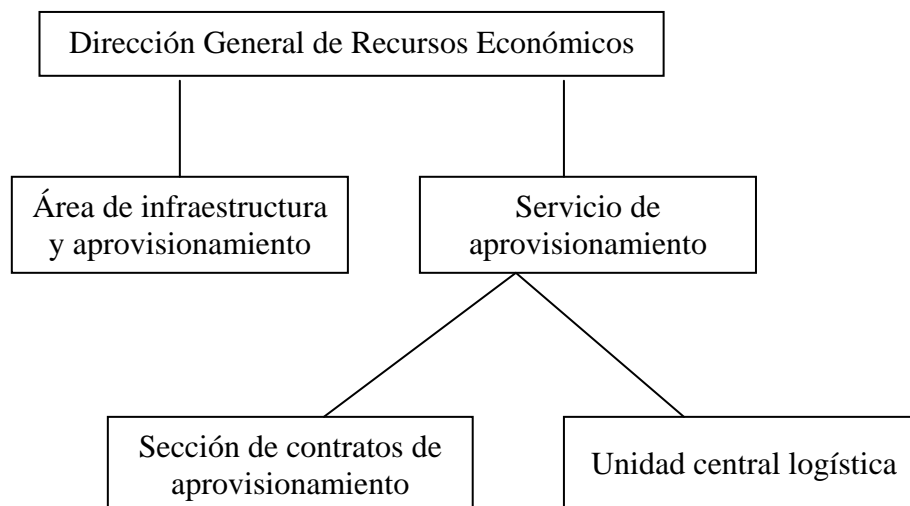 Dirección General de Recursos Económicos
Área de infraestructura
y aprovisionamiento
Servicio de
aprovisionamiento
Sección de contratos de
aprovisionamiento
Unidad central logística